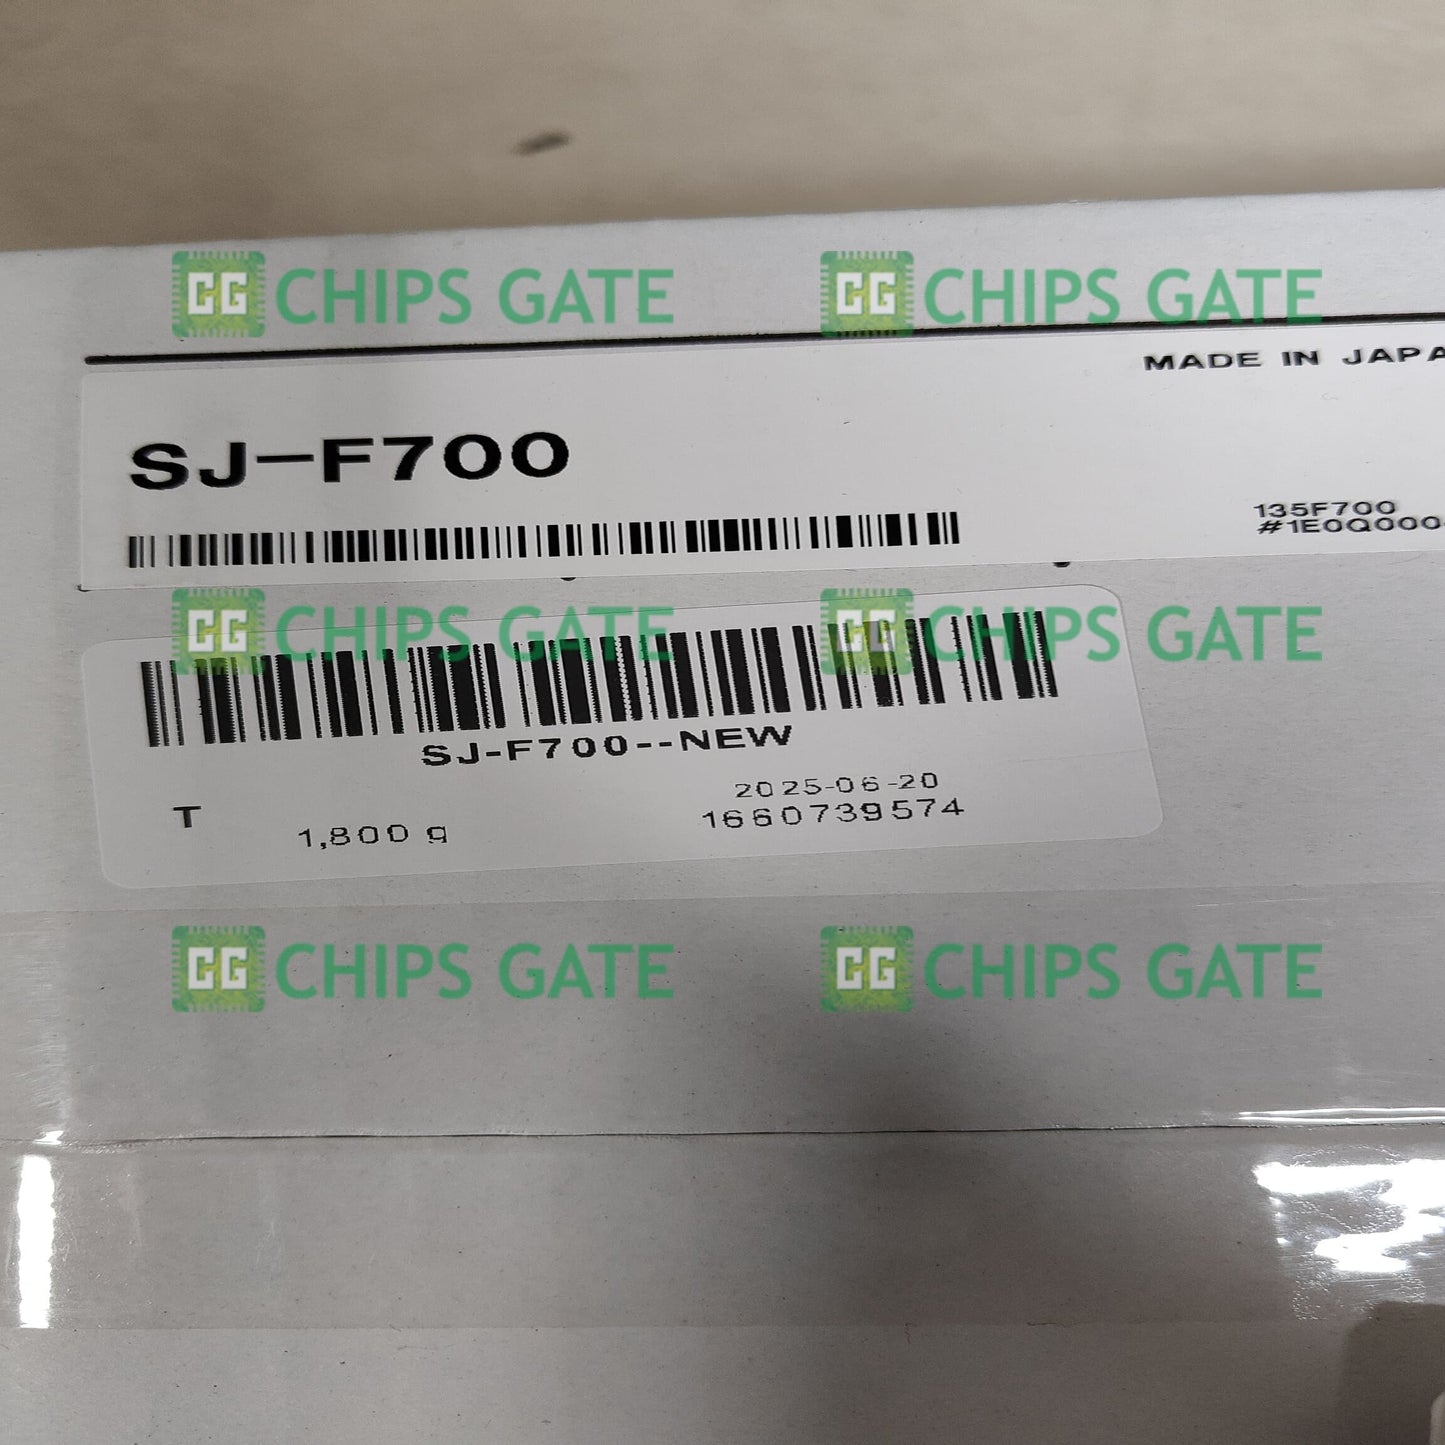 CG CHIPS GATE CG CHIPS GATE
MADE IN JAPA
SJ-F700
135F700
#1E0Q000
CG CHIPS GATE CG CHIPS GATE
SJ-F700--NEW
2025-06-20
T 1,800 g 1660739574
CG CHIPS GATE CG CHIPS GATE